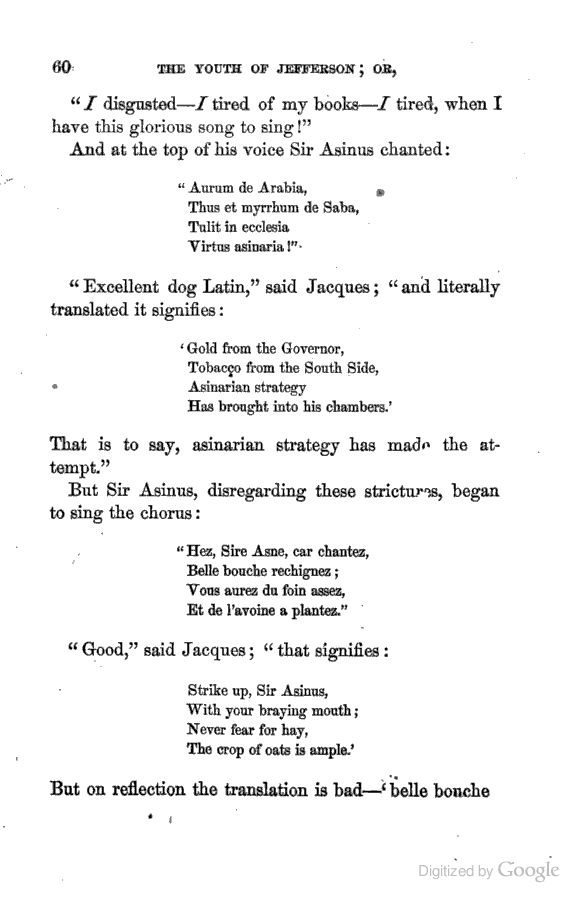 60 THE YOUTH OF JEFFERSON; OR,
"I disgusted—I tired of my books—I tired, when I
have this glorious song to sing!"
And at the top of his voice Sir Asinus chanted:
"Aurum de Arabia,
Thus et myrrhum de Saba,
Tulit in ecclesia
Virtus asinaria!"
"Excellent dog Latin," said Jacques; "and literally
translated it signifies:
'Gold from the Governor,
Tobacco from the South Side,
Asinarian strategy
Has brought into his chambers.'
That is to say, asinarian strategy has made the at-
tempt."
But Sir Asinus, disregarding these strictures, began
to sing the chorus:
"Hez, Sire Asne, car chantez,
Belle bouche rechignez;
Vous aurez du foin assez,
Et de l'avoine a plantez."
"Good," said Jacques; "that signifies:
Strike up, Sir Asinus,
With your braying mouth;
Never fear for hay,
The crop of oats is ample.'
But on reflection the translation is bad—'belle bouche
Digitized by Google